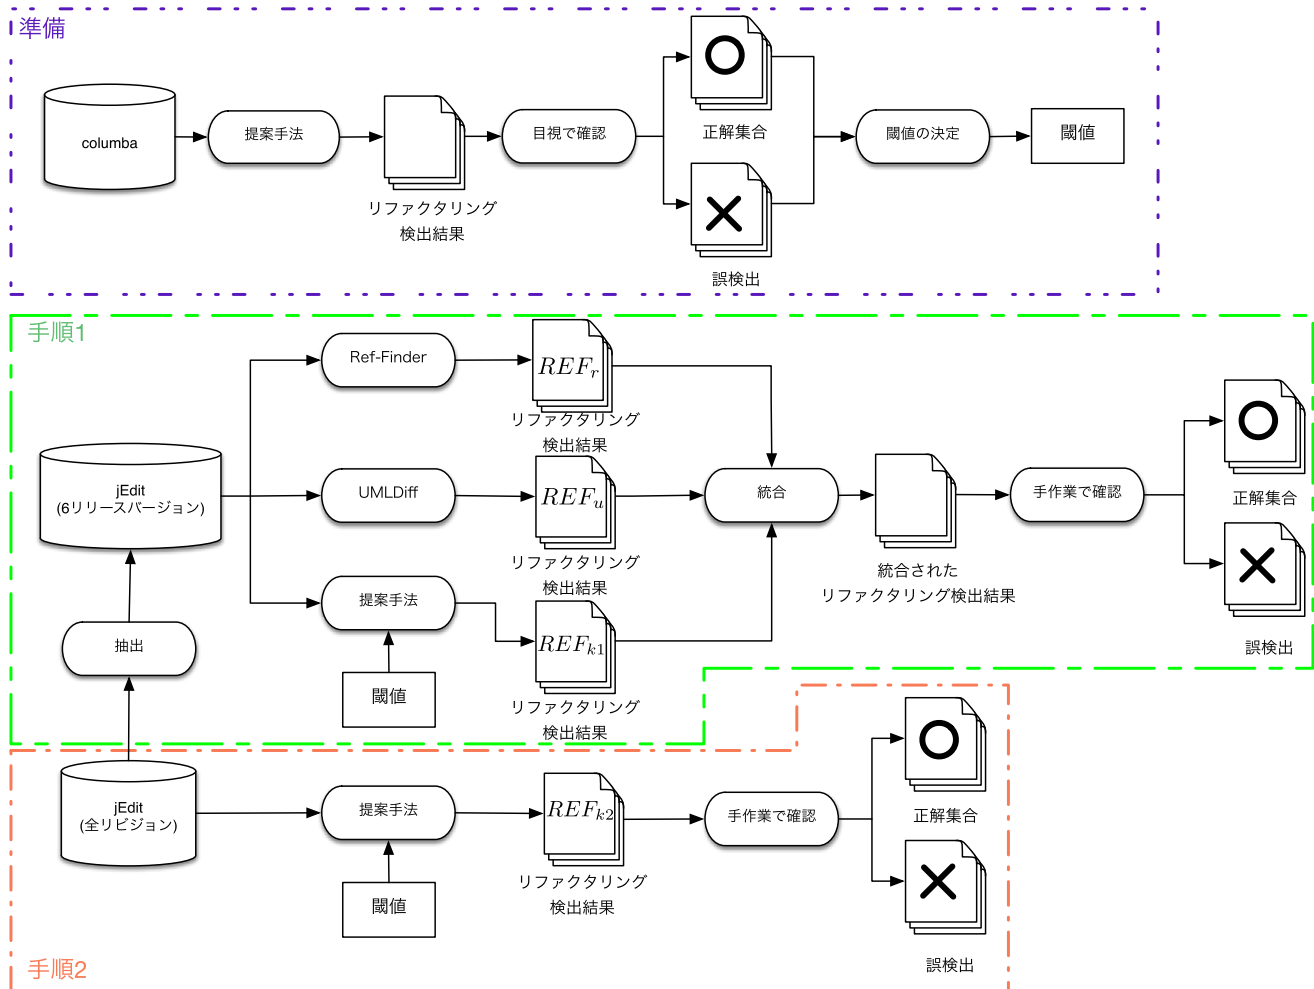 準備
columba
提案手法
リファクタリング
検出結果
目視で確認
正解集合
誤検出
閾値の決定
閾値
手順1
jEdit
(6リリースバージョン)
抽出
Ref-Finder
UMLDiff
提案手法
閾値
REF_r
リファクタリング
検出結果
REF_u
リファクタリング
検出結果
REF_{k1}
リファクタリング
検出結果
統合
統合された
リファクタリング検出結果
手作業で確認
正解集合
誤検出
jEdit
(全リビジョン)
提案手法
閾値
REF_{k2}
リファクタリング
検出結果
手作業で確認
正解集合
誤検出
手順2